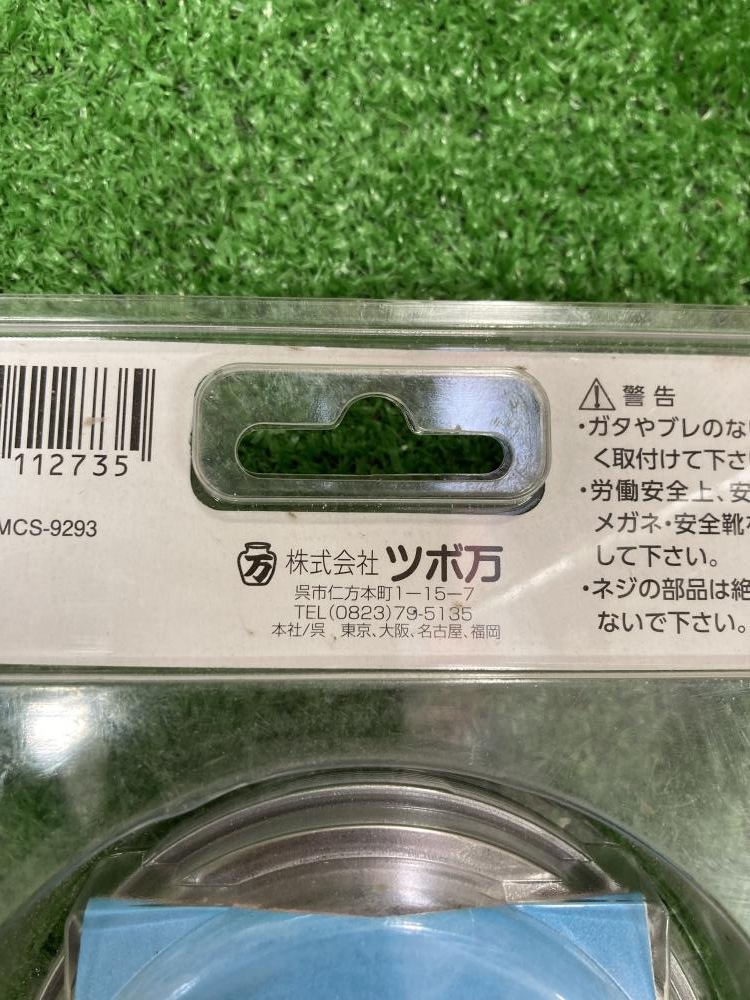 112735
MCS-9293
万 株式会社 ツボ万
呉市仁方本町1-15-7
TEL(0823)79-5135
本社/呉 東京、大阪、名古屋、福岡
警告
・ガタやブレのない
く取付けて下さい
・労働安全上、安
メガネ・安全靴を
して下さい。
・ネジの部品は絶
ないで下さい。